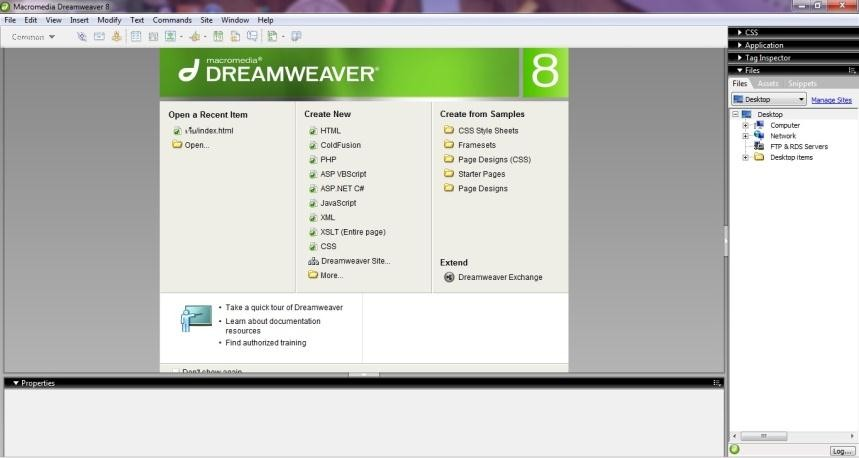 Macromedia Dreamweaver 8
File Edit View Insert Modify Text Commands Site Window Help
Common
macromedia®
DREAMWEAVER®
8
Open a Recent Item
เว็บ/index.html
Open...
Create New
HTML
ColdFusion
PHP
ASP VBScript
ASP.NET C#
JavaScript
XML
XSLT (Entire page)
CSS
Dreamweaver Site...
More...
Create from Samples
CSS Style Sheets
Framesets
Page Designs (CSS)
Starter Pages
Page Designs
Extend
Dreamweaver Exchange
• Take a quick tour of Dreamweaver
• Learn about documentation
resources
• Find authorized training
Don't show again
Properties
CSS
Application
Tag Inspector
Files
Files Assets Snippets
Desktop Manage Sites
Desktop
Computer
Network
FTP & RDS Servers
Desktop items
Log...